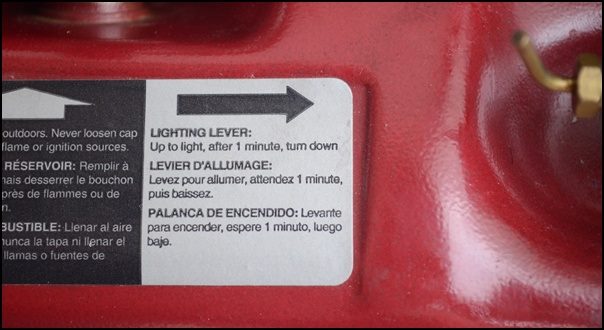 outdoors. Never loosen cap
flame or ignition sources.
RÉSERVOIR: Remplir à
mais desserrer le bouchon
près de flammes ou de
n.
BUSTIBLE: Llenar al aire
nunca la tapa ni llenar el
llamas o fuentes de
LIGHTING LEVER:
Up to light, after 1 minute, turn down
LEVIER D'ALLUMAGE:
Levez pour allumer, attendez 1 minute,
puis baissez.
PALANCA DE ENCENDIDO: Levante
para encender, espere 1 minuto, luego
baje.